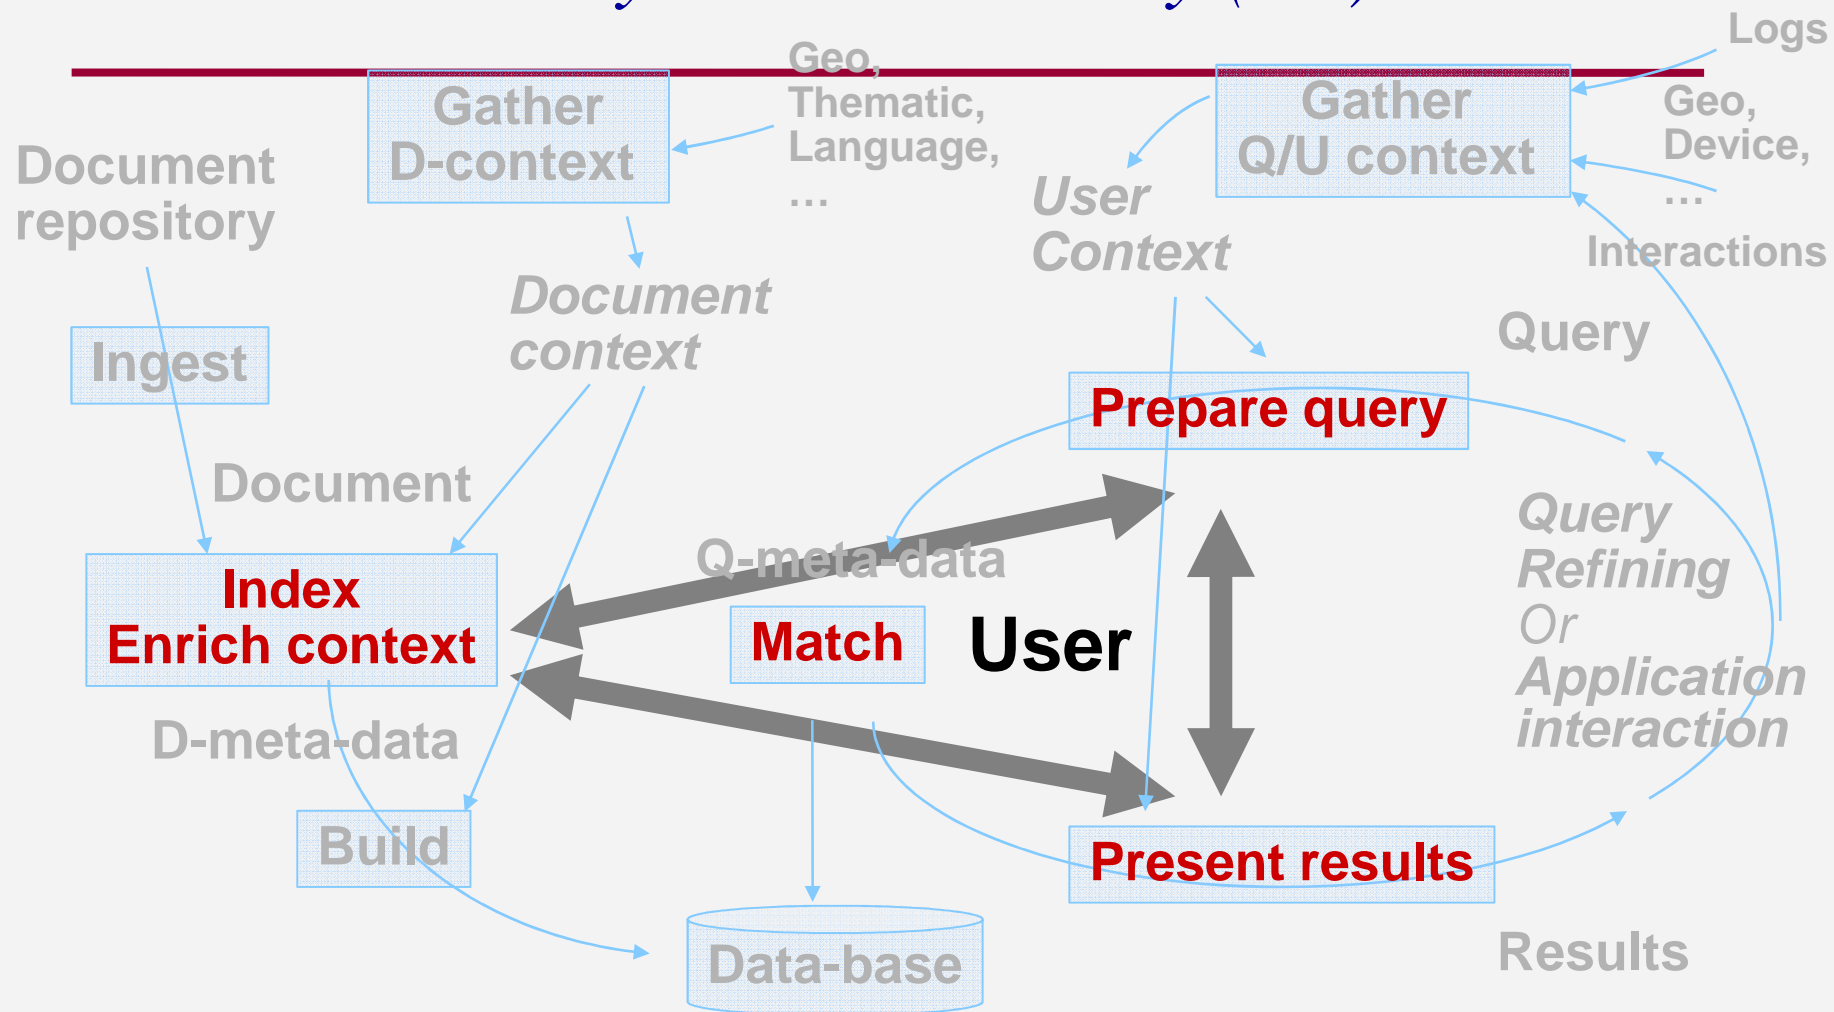 Logs
Geo,
Thematic,
Language,
…
Gather
D-context
Gather
Q/U context
Geo,
Device,
…
Interactions
Document
repository
User
Context
Document
context
Ingest
Query
Prepare query
Document
Query
Refining
Or
Application
interaction
Q-meta-data
Index
Enrich context
Match
User
D-meta-data
Build
Present results
Data-base
Results